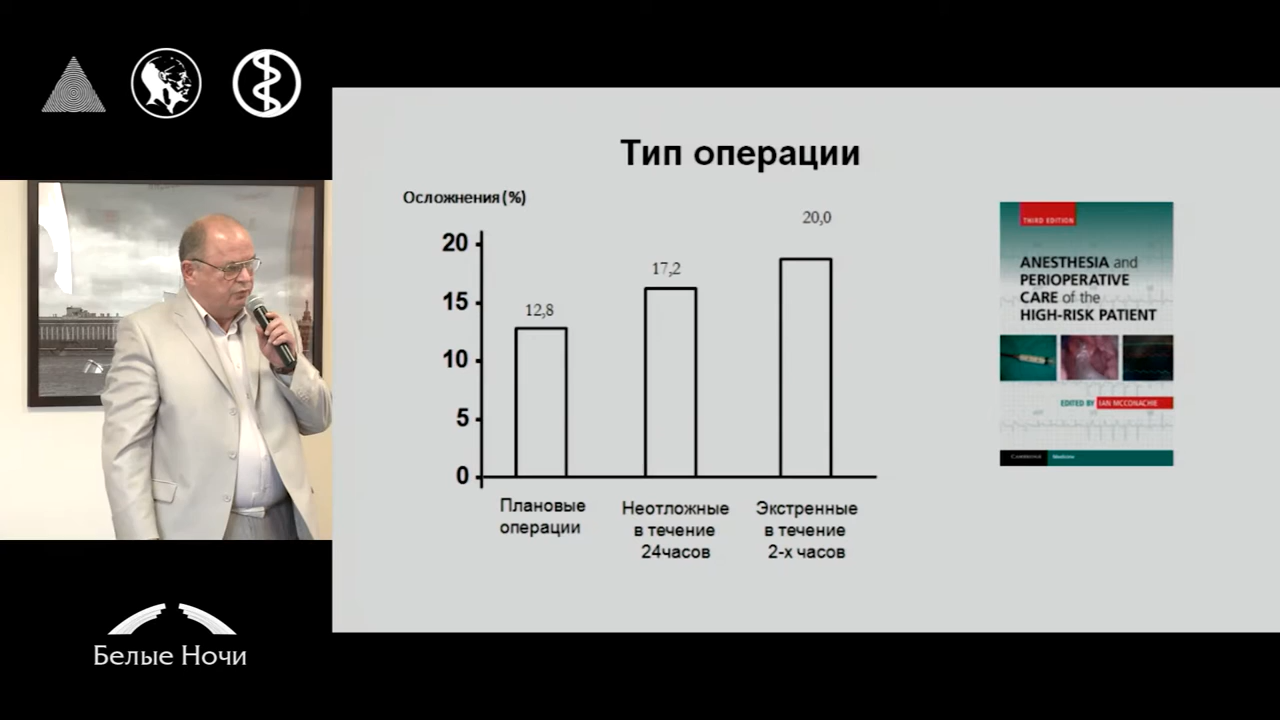 Тип операции
Осложнения (%)
20,0
17,2
12,8
20
15
10
5
0
Плановые
операции
Неотложные
в течение
24часов
Экстренные
в течение
2-х часов
THIRD EDITION
ANESTHESIA and
PERIOPERATIVE
CARE of the
HIGH-RISK PATIENT
EDITED BY IAN MCCONACHIE
CAMBRIDGE Medicine
Белые Ночи